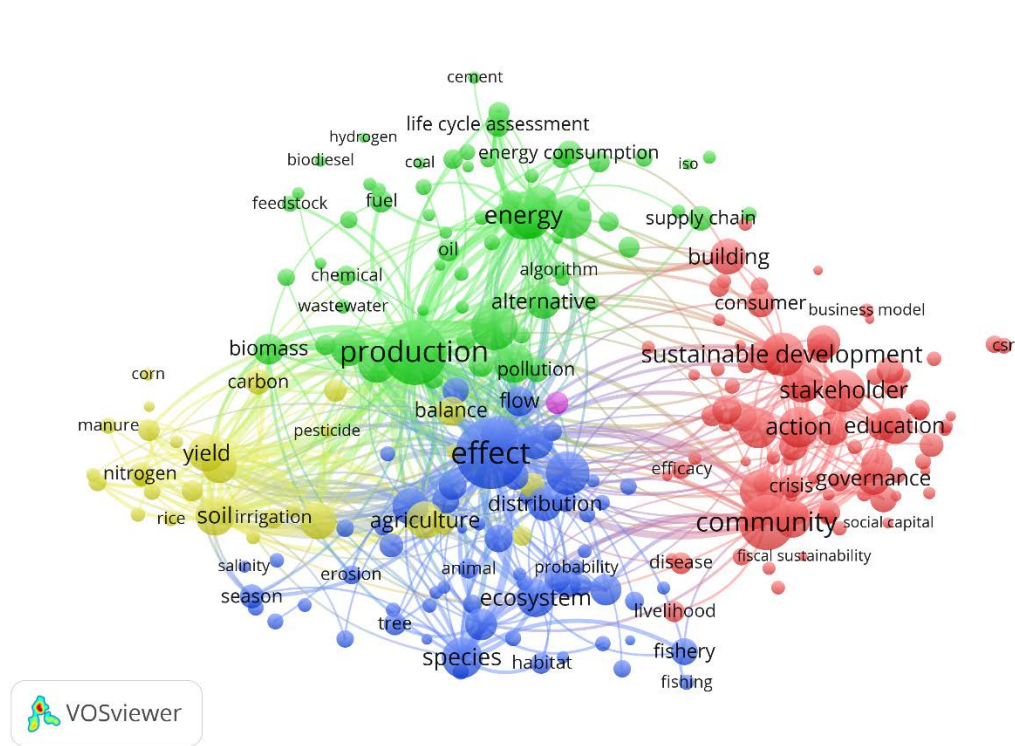 cement
life cycle assessment
hydrogen
energy consumption
biodiesel
coal
iso
feedstock
fuel
energy
supply chain
oil
building
chemical
algorithm
wastewater
alternative
consumer
business model
biomass
production
sustainable development
csr
pollution
corn
carbon
stakeholder
flow
balance
manure
pesticide
action
education
yield
effect
nitrogen
efficacy
crisis
governance
distribution
rice
soil
irrigation
agriculture
community
social capital
fiscal sustainability
salinity
erosion
animal
probability
disease
season
ecosystem
livelihood
tree
species
habitat
fishery
fishing
VOSviewer